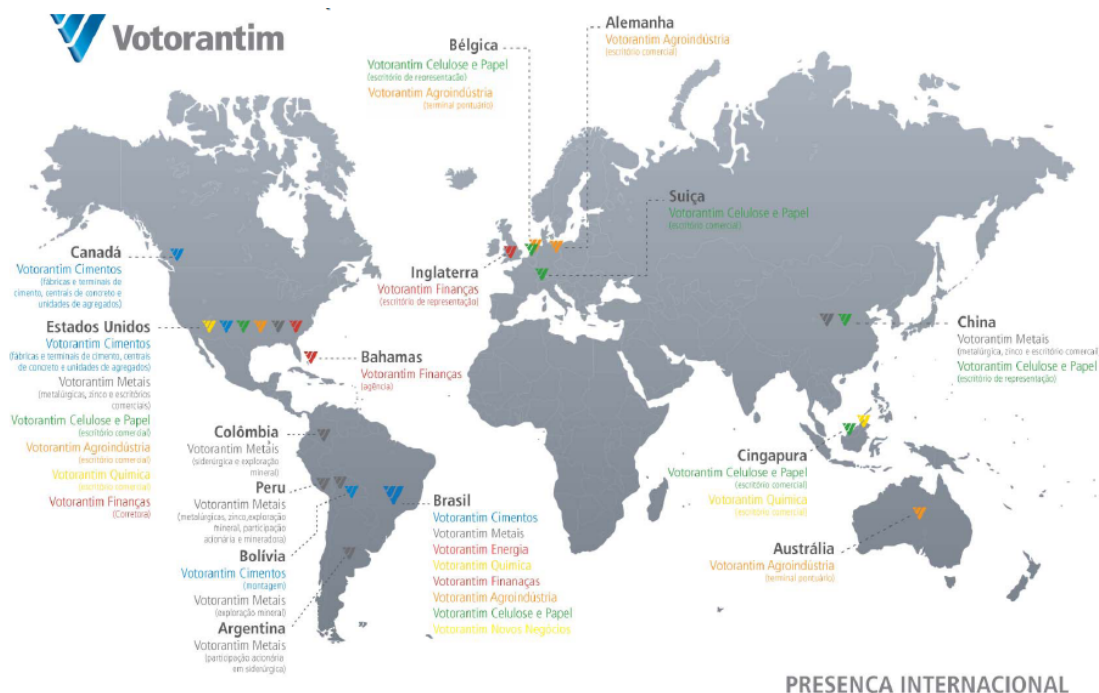 Votorantim
Alemanha
Votorantim Agroindústria
(escritório comercial)
Bélgica
Votorantim Celulose e Papel
(escritório de representação)
Votorantim Agroindústria
(terminal portuário)
Suiça
Votorantim Celulose e Papel
(escritório comercial)
Canadá
Votorantim Cimentos
(fábricas e terminais de
cimento, centrais de concreto e
unidades de agregados)
Inglaterra
Votorantim Finanças
(escritório de representação)
Estados Unidos
Votorantim Cimentos
(fábricas e terminais de cimento, centrais
de concreto e unidades de agregados)
Votorantim Metais
(metalúrgicas, zinco e escritórios
comerciais)
Votorantim Celulose e Papel
(escritório comercial)
Votorantim Agroindústria
(escritório comercial)
Votorantim Química
(escritório comercial)
Votorantim Finanças
(Corretora)
Bahamas
Votorantim Finanças
(agência)
China
Votorantim Metais
(metalúrgica, zinco e escritório comercial
Votorantim Celulose e Papel
(escritório de representação)
Colômbia
Votorantim Metais
(siderúrgica e exploração
mineral)
Peru
Votorantim Metais
(metalúrgicas, zinco,exploração
mineral, participação
acionária e mineradora)
Bolívia
Votorantim Cimentos
(montagem)
Votorantim Metais
(exploração mineral)
Argentina
Votorantim Metais
(participação acionária
em siderúrgica)
Brasil
Votorantim Cimentos
Votorantim Metais
Votorantim Energia
Votorantim Química
Votorantim Finanaças
Votorantim Agroindústria
Votorantim Celulose e Papel
Votorantim Novos Negócios
Cingapura
Votorantim Celulose e Papel
(escritório comercial)
Votorantim Química
(escritório comercial)
Austrália
Votorantim Agroindústria
(terminal portuário)
PRESENCA INTERNACIONAL